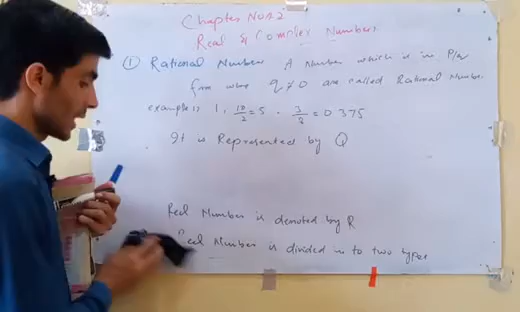 Chapter No#2
Real & Complex Numbers
① Rational Number: A Number which is in P/q
form where q≠0 are called Rational Number.
example: 1, 10/2=5, 3/8=0.375
It is Represented by Q
Real Number is denoted by R
Real Number is divided in to two types